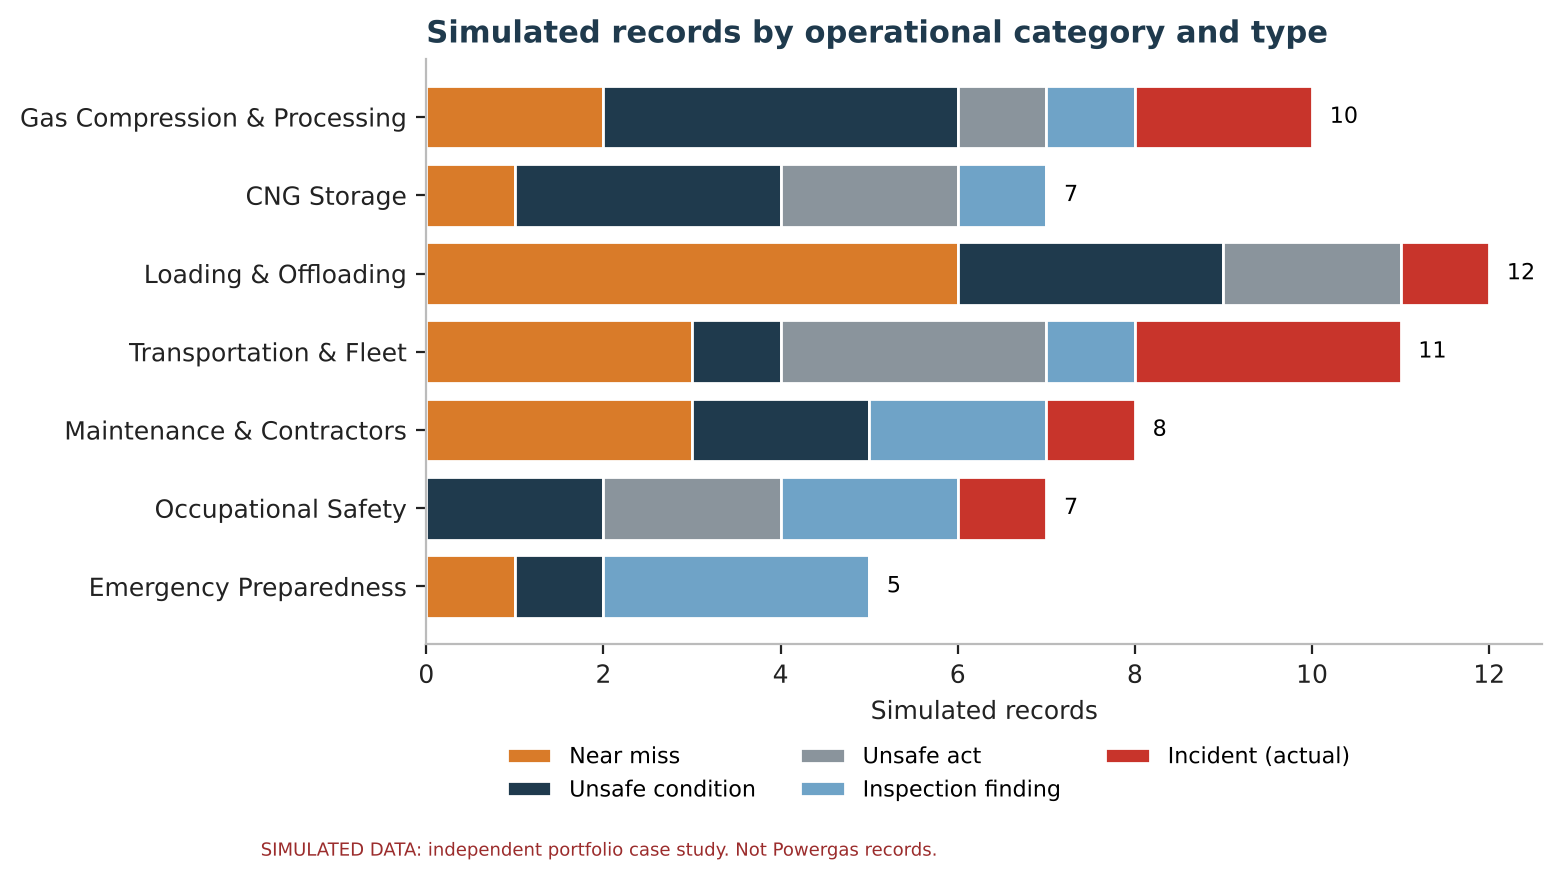 Simulated records by operational category and type
Gas Compression & Processing
10
CNG Storage
7
Loading & Offloading
12
Transportation & Fleet
11
Maintenance & Contractors
8
Occupational Safety
7
Emergency Preparedness
5
0 2 4 6 8 10 12
Simulated records
Near miss Unsafe act Incident (actual)
Unsafe condition Inspection finding
SIMULATED DATA: independent portfolio case study. Not Powergas records.